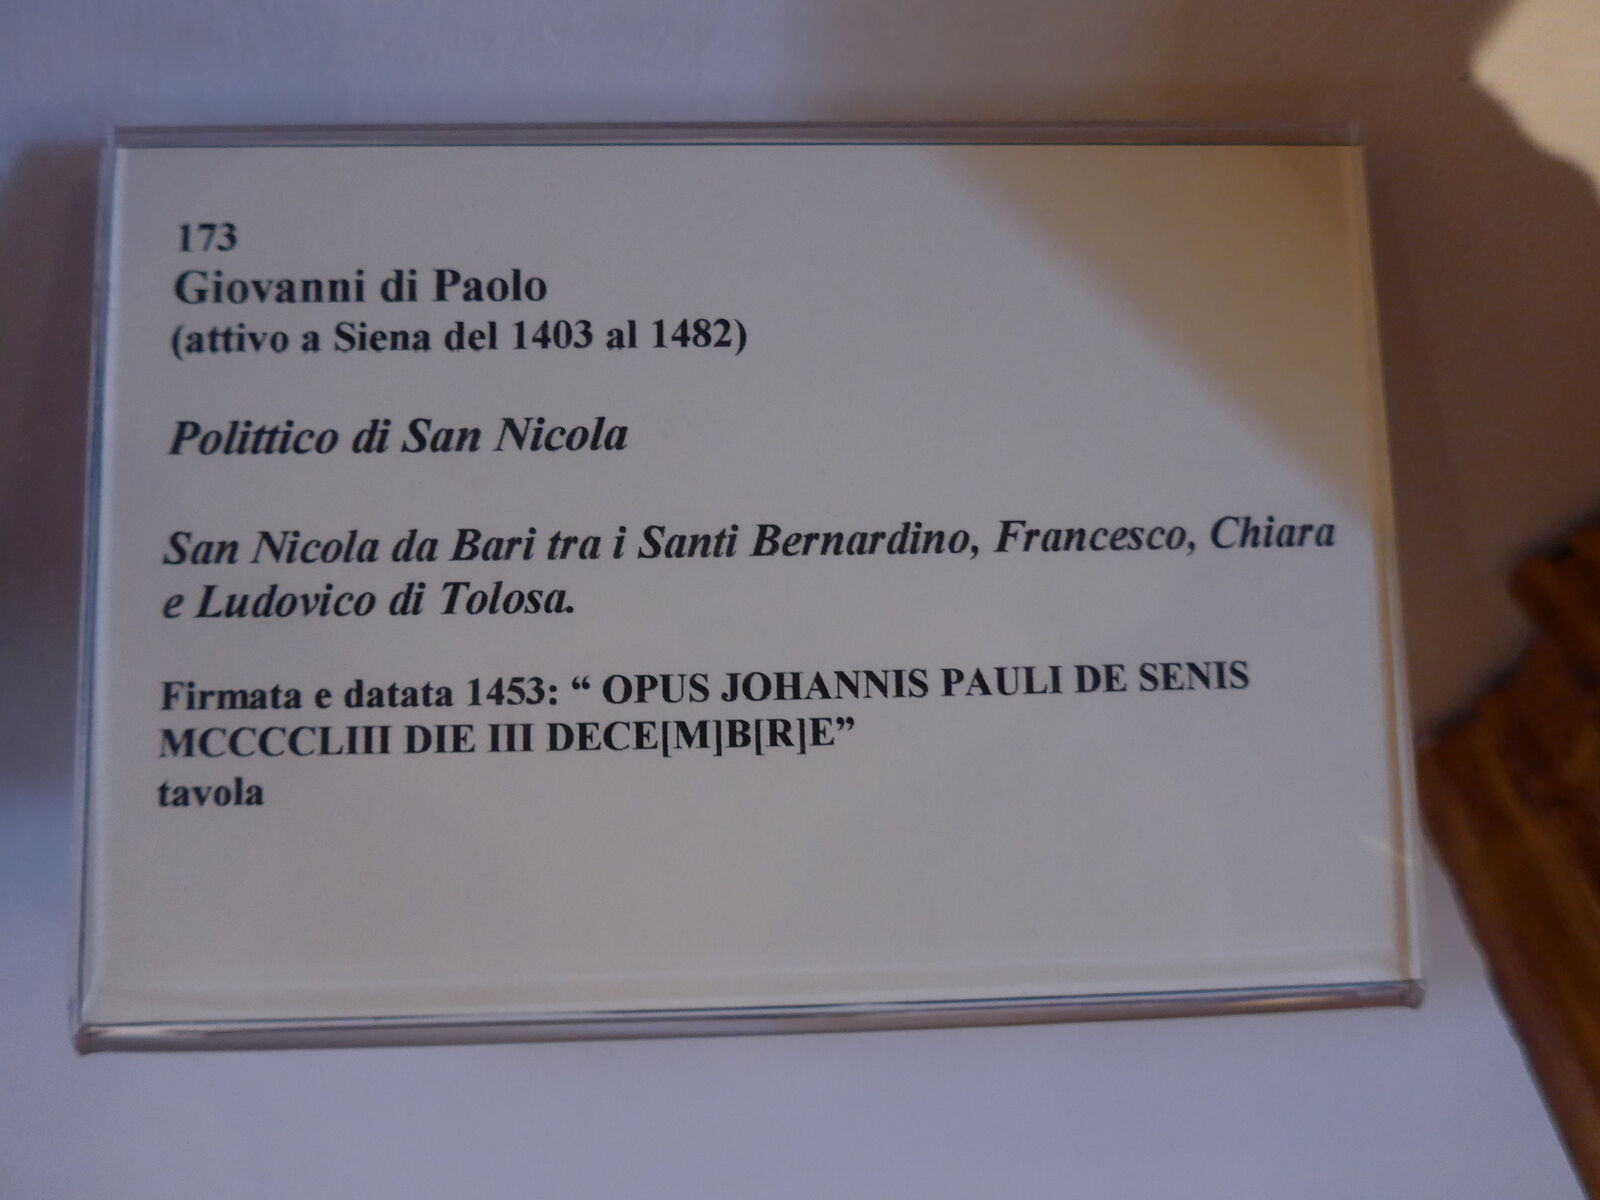 173
Giovanni di Paolo
(attivo a Siena del 1403 al 1482)
Polittico di San Nicola
San Nicola da Bari tra i Santi Bernardino, Francesco, Chiara
e Ludovico di Tolosa.
Firmata e datata 1453: “ OPUS JOHANNIS PAULI DE SENIS
MCCCCLIII DIE III DECE[M]B[R]E”
tavola